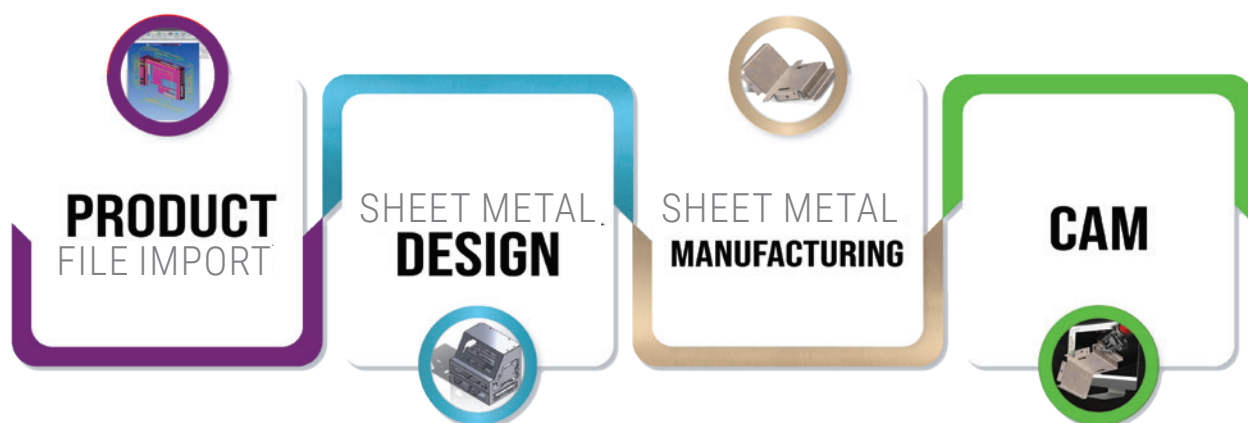 PRODUCT
FILE IMPORT
SHEET METAL
DESIGN
SHEET METAL
MANUFACTURING
CAM